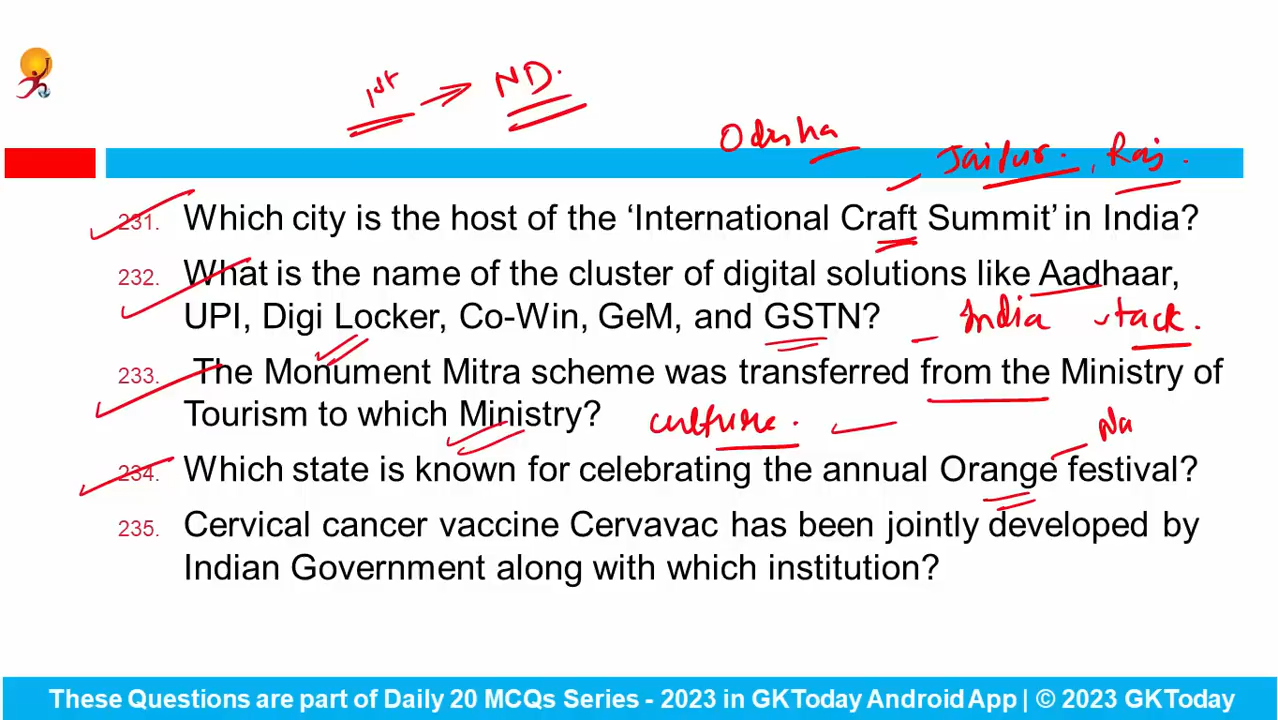 1st → ND.
Odisha
Jaipur. , Raj.
231. Which city is the host of the ‘International Craft Summit’ in India?
232. What is the name of the cluster of digital solutions like Aadhaar,
UPI, Digi Locker, Co-Win, GeM, and GSTN?
India stack.
233. The Monument Mitra scheme was transferred from the Ministry of
Tourism to which Ministry?
culture.
Na
234. Which state is known for celebrating the annual Orange festival?
235. Cervical cancer vaccine Cervavac has been jointly developed by
Indian Government along with which institution?
These Questions are part of Daily 20 MCQs Series - 2023 in GKToday Android App | © 2023 GKToday